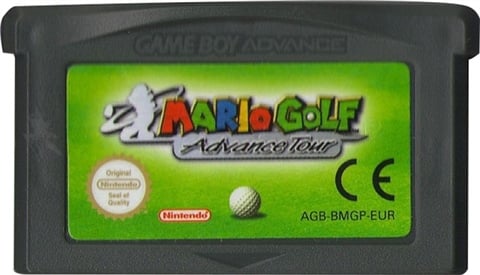 GAME BOY ADVANCE
MARIO GOLF
Advance Tour
Original
Nintendo
Seal of
Quality
Nintendo
CE
AGB-BMGP-EUR